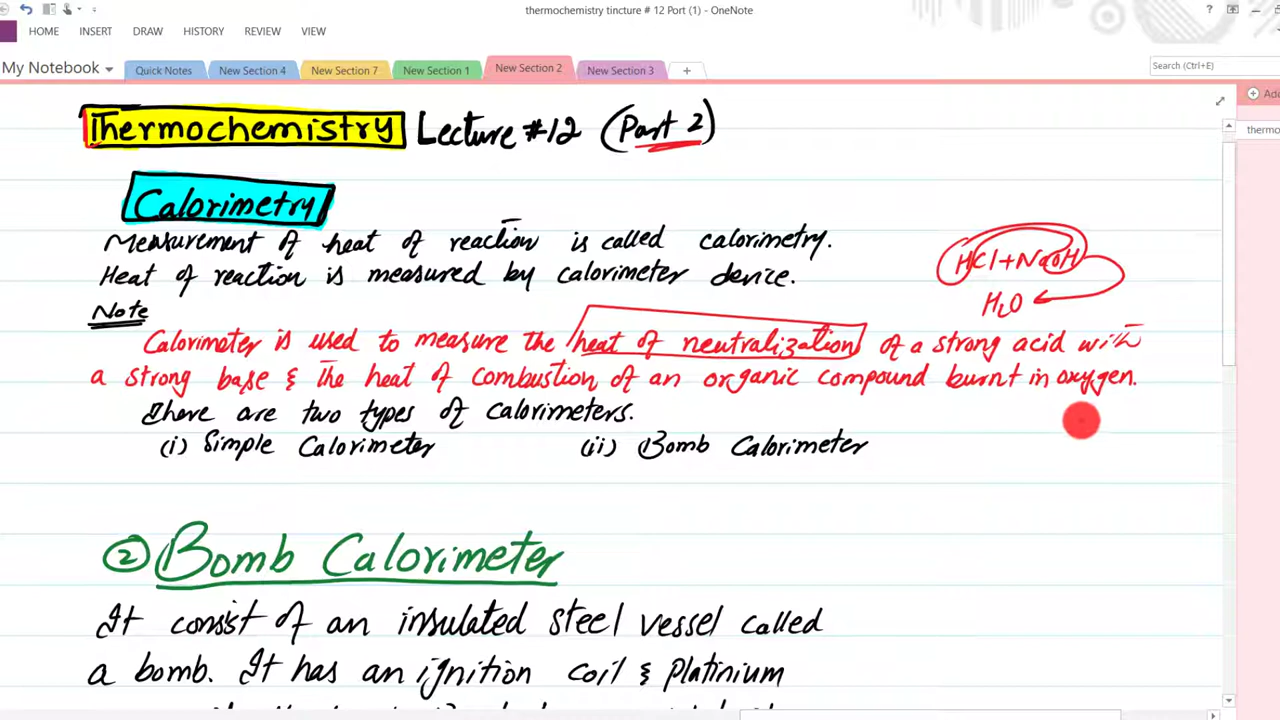 thermochemistry tincture # 12 Port (1) - OneNote
HOME INSERT DRAW HISTORY REVIEW VIEW
My Notebook Quick Notes New Section 4 New Section 7 New Section 1 New Section 2 New Section 3 +
Search (Ctrl+E)
Thermochemistry Lecture #12 (Part 2)
Calorimetry
Measurement of heat of reaction is called calorimetry.
Heat of reaction is measured by calorimeter device.
HCl+NaOH
H2O
Note
Calorimeter is used to measure the heat of neutralization of a strong acid with
a strong base & the heat of combustion of an organic compound burnt in oxygen.
There are two types of calorimeters.
(i) Simple Calorimeter (ii) Bomb Calorimeter
② Bomb Calorimeter
It consist of an insulated steel vessel called
a bomb. It has an ignition coil & platinium
Add
thermo